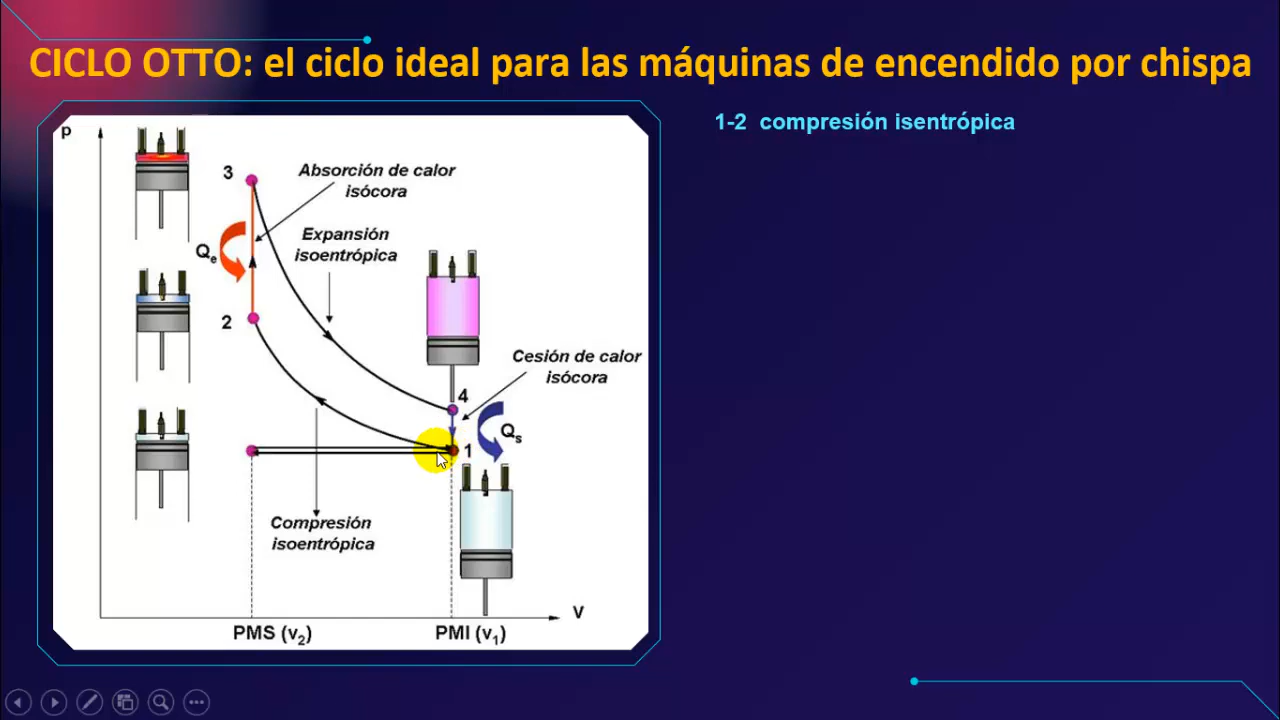 CICLO OTTO: el ciclo ideal para las máquinas de encendido por chispa
1-2 compresión isentrópica
p
3
Absorción de calor
isócora
Expansión
isoentrópica
Qe
2
Cesión de calor
isócora
4
Qs
1
Compresión
isoentrópica
V
PMS (v2)
PMI (v1)